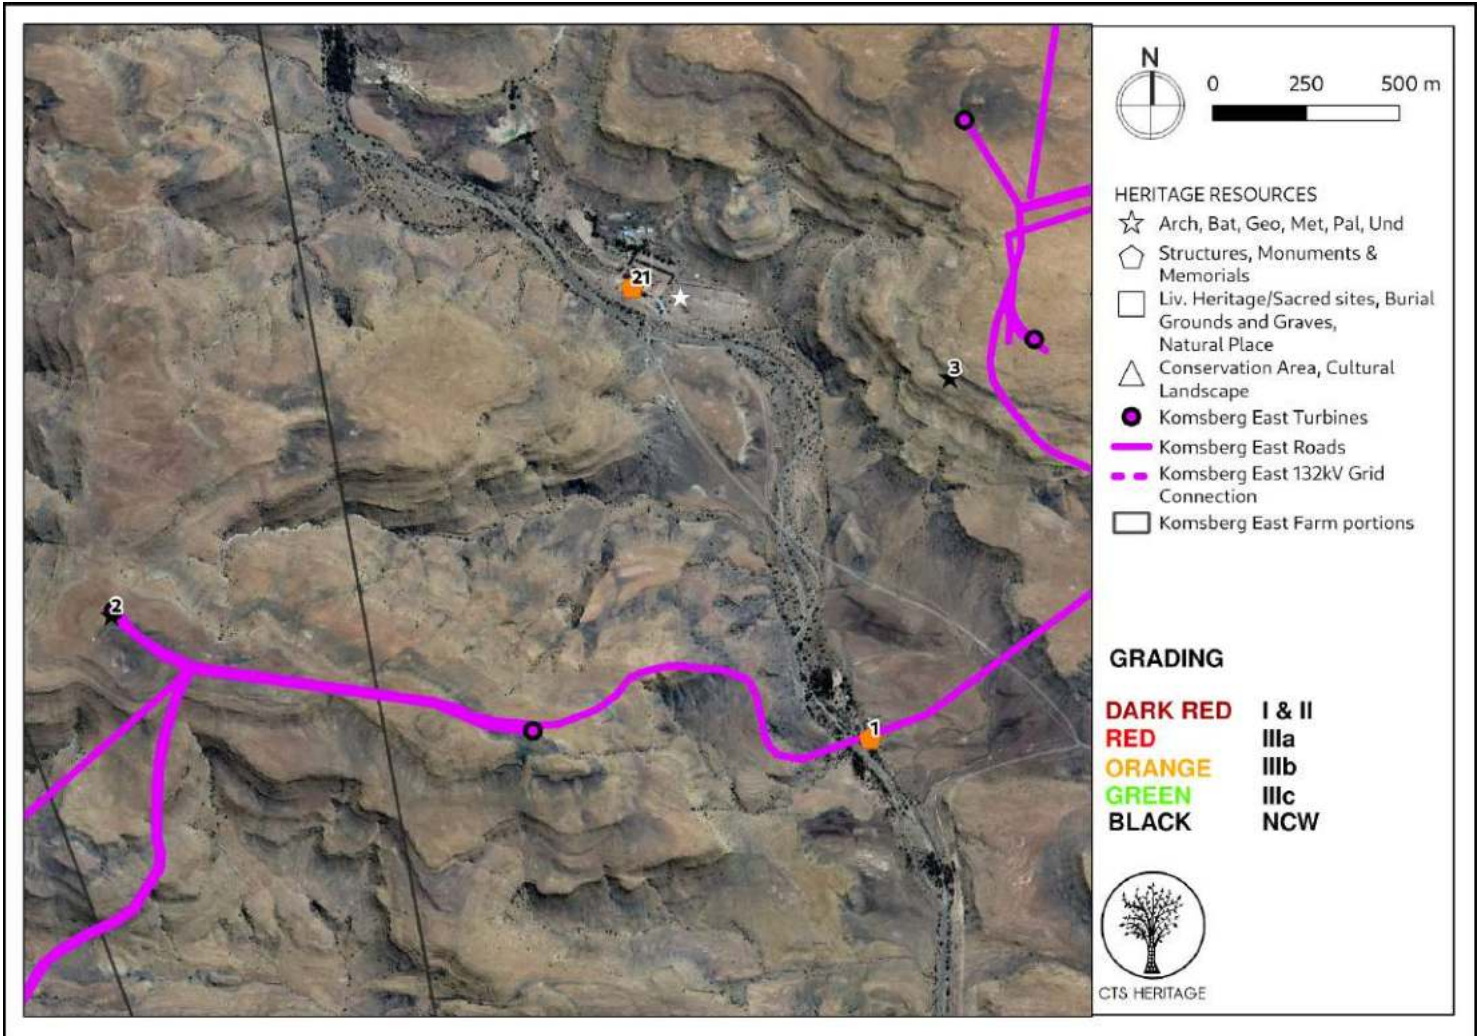 N
0 250 500 m
HERITAGE RESOURCES
Arch, Bat, Geo, Met, Pal, Und
Structures, Monuments &
Memorials
Liv. Heritage/Sacred sites, Burial
Grounds and Graves,
Natural Place
Conservation Area, Cultural
Landscape
Komsberg East Turbines
Komsberg East Roads
Komsberg East 132kV Grid
Connection
Komsberg East Farm portions
GRADING
DARK RED I & II
RED IIIa
ORANGE IIIb
GREEN IIIc
BLACK NCW
CTS HERITAGE
21
3
2
1